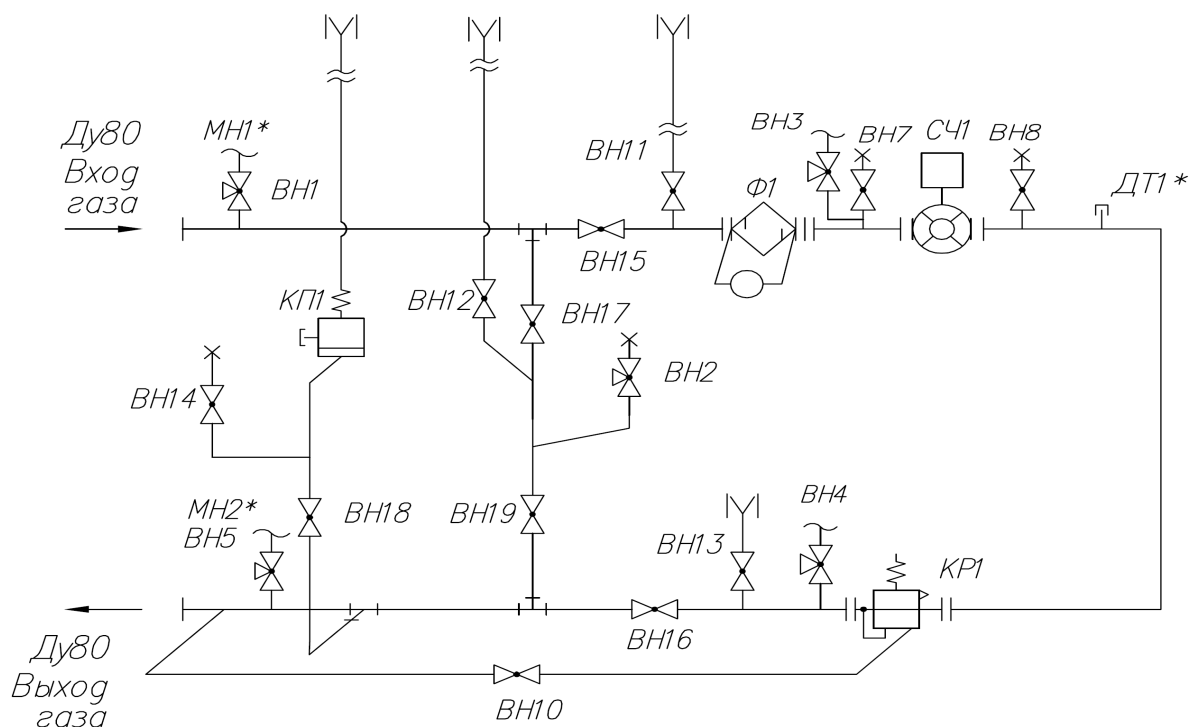 Ду80
Вход
газа
МН1*
ВН1
ВН11
Ф1
ВН3
ВН7
СЧ1
ВН8
ДТ1*
ВН15
КП1
ВН12
ВН17
ВН14
ВН2
МН2*
ВН5
ВН18
ВН19
ВН13
ВН4
КР1
ВН16
Ду80
Выход
газа
ВН10